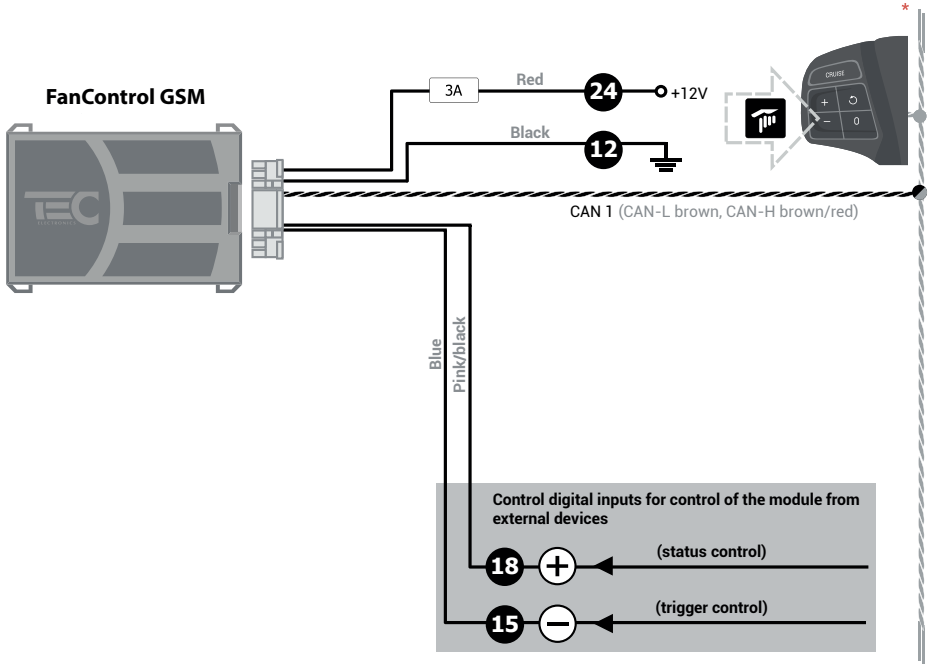 *
FanControl GSM
3A
Red
24
+12V
Black
12
CRUISE
+
−
0
TEC
ELECTRONICS
CAN 1 (CAN-L brown, CAN-H brown/red)
Blue
Pink/black
Control digital inputs for control of the module from
external devices
18
+
(status control)
15
−
(trigger control)